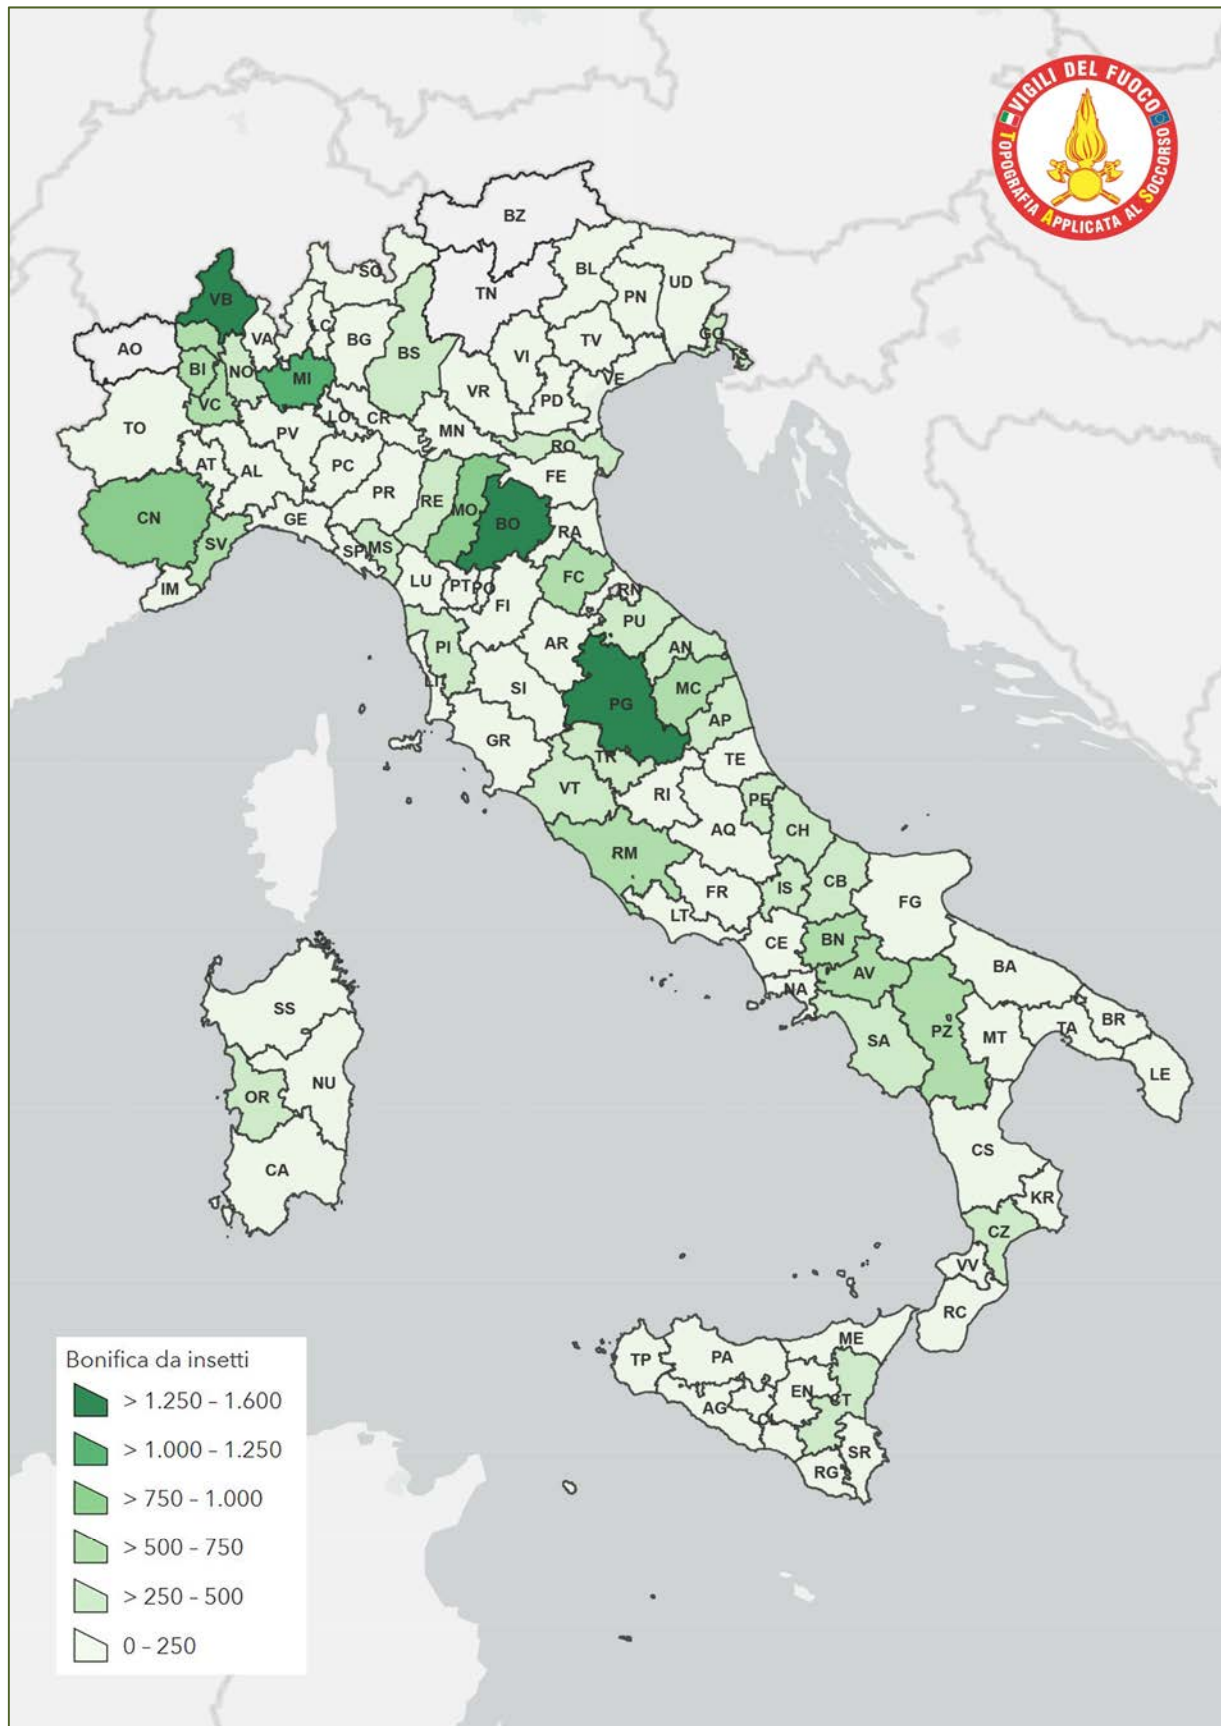 VIGILI DEL FUOCO
TOPOGRAFIA APPLICATA AL SOCCORSO
BZ
SO
BL
UD
PN
TN
VB
LC
VA
BG
TV
GO
TS
AO
BI
NO
MI
BS
VI
VE
VR
PD
VC
LO
CR
TO
PV
MN
RO
AT
AL
PC
FE
PR
RE
MO
BO
CN
GE
RA
SV
SP
MS
IM
LU
PT
PO
FC
RN
FI
PU
AR
PI
AN
LI
SI
MC
PG
AP
GR
TR
TE
VT
RI
PE
AQ
CH
RM
IS
CB
FR
FG
LT
CE
BN
AV
BA
NA
SS
SA
PZ
MT
TA
BR
NU
OR
LE
CA
CS
KR
CZ
VV
RC
ME
TP
PA
EN
CT
AG
CL
SR
RG
Bonifica da insetti
> 1.250 – 1.600
> 1.000 – 1.250
> 750 – 1.000
> 500 – 750
> 250 – 500
0 – 250